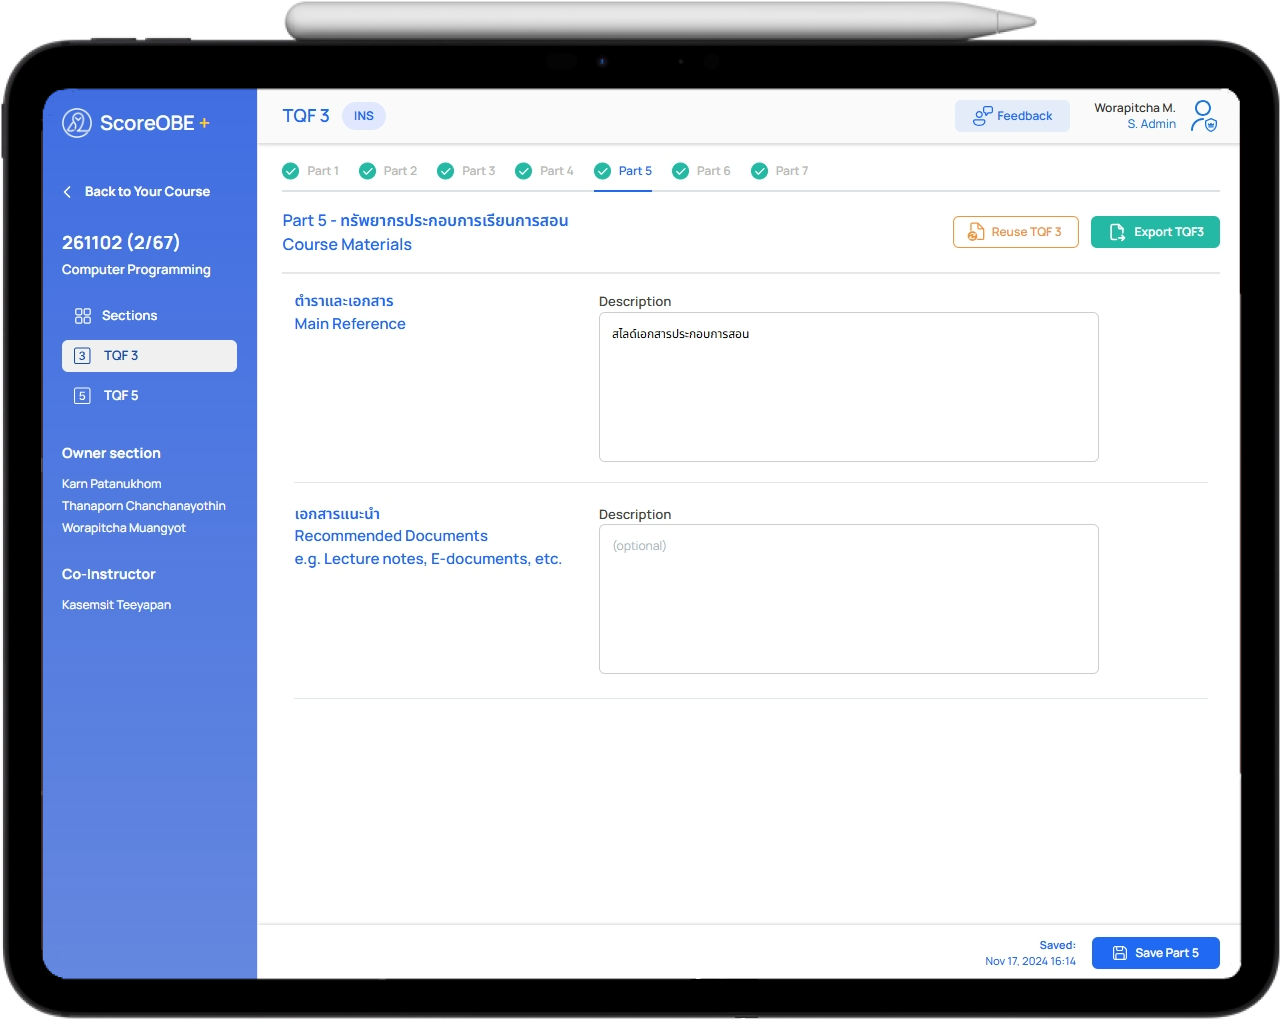 ScoreOBE +
Back to Your Course
261102 (2/67)
Computer Programming
Sections
3 TQF 3
5 TQF 5
Owner section
Karn Patanukhom
Thanaporn Chanchanayothin
Worapitcha Muangyot
Co-Instructor
Kasemsit Teeyapan
TQF 3 INS
Feedback
Worapitcha M.
S. Admin
Part 1 Part 2 Part 3 Part 4 Part 5 Part 6 Part 7
Part 5 - ทรัพยากรประกอบการเรียนการสอน
Course Materials
Reuse TQF 3
Export TQF3
ตำราและเอกสาร
Main Reference
Description
สไลด์เอกสารประกอบการสอน
เอกสารแนะนำ
Recommended Documents
e.g. Lecture notes, E-documents, etc.
Description
(optional)
Saved:
Nov 17, 2024 16:14
Save Part 5